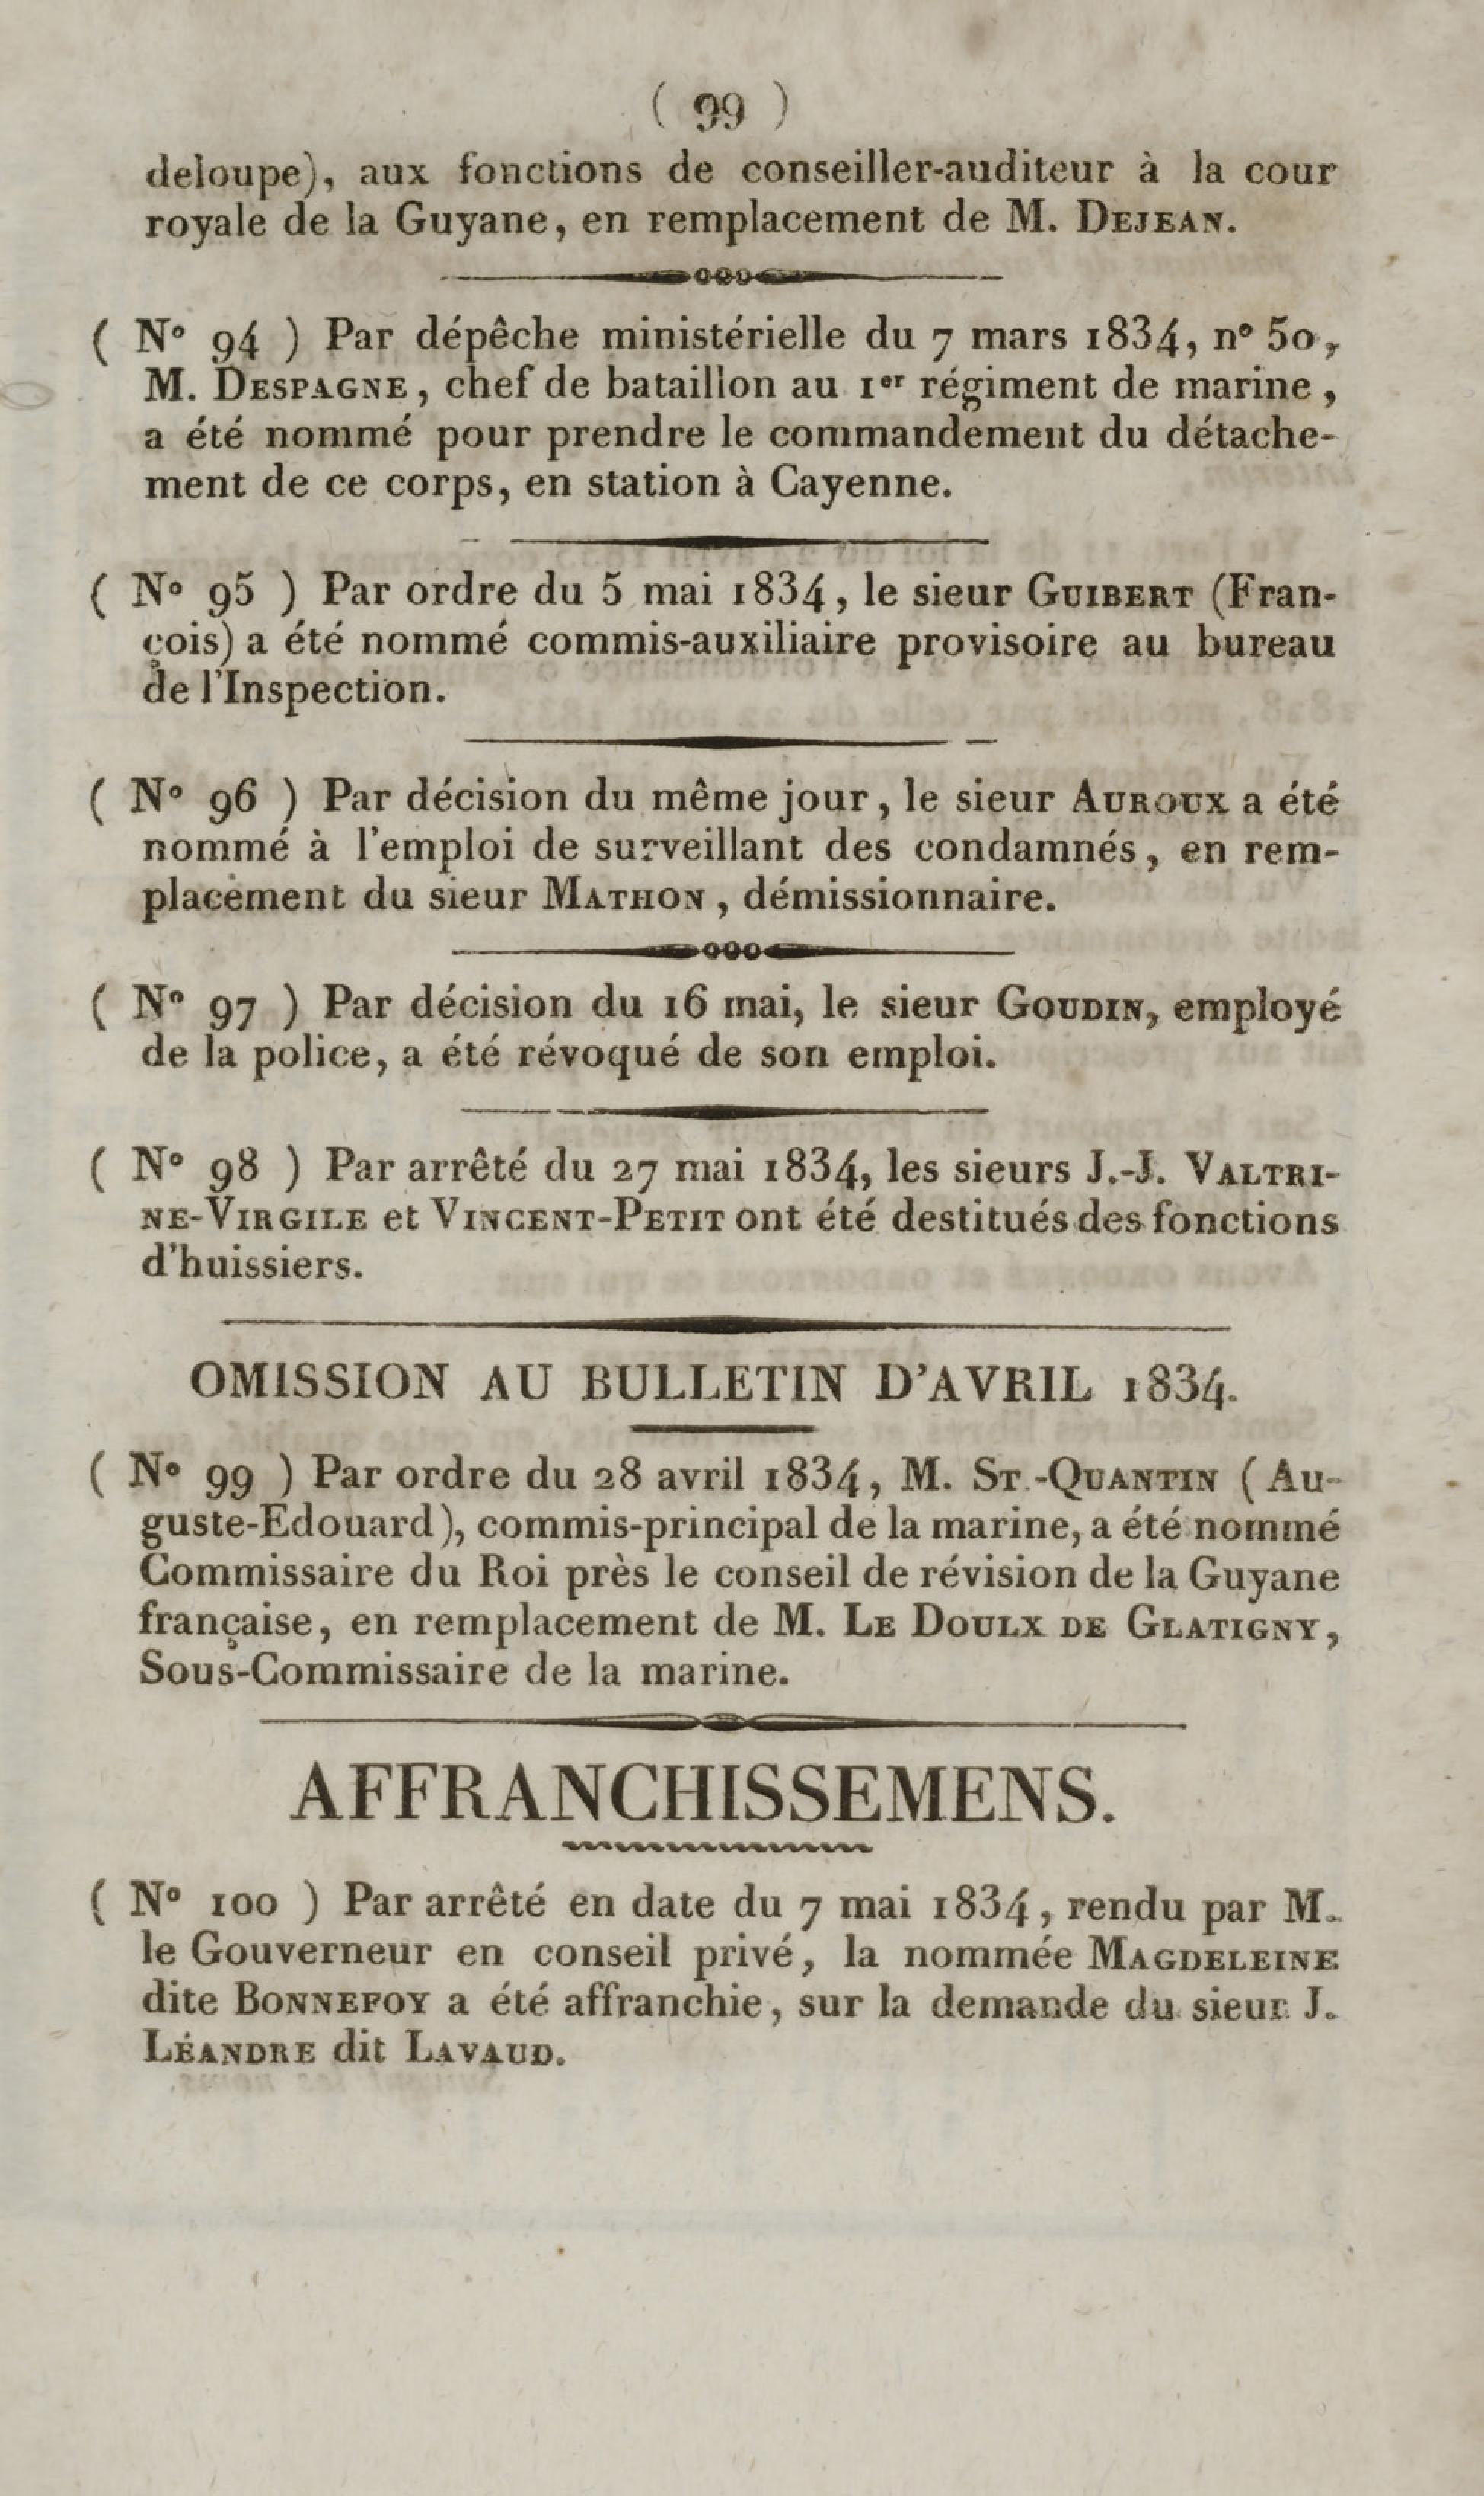 ( 99 )
deloupe), aux fonctions de conseiller-auditeur à la cour
royale de la Guyane, en remplacement de M. DEJEAN.
( N° 94 ) Par dépêche ministérielle du 7 mars 1834, n° 50,
M. DESPAGNE, chef de bataillon au 1er régiment de marine,
a été nommé pour prendre le commandement du détache-
ment de ce corps, en station à Cayenne.
( N° 95 ) Par ordre du 5 mai 1834, le sieur GUIBERT (Fran-
çois) a été nommé commis-auxiliaire provisoire au bureau
de l'Inspection.
( N° 96 ) Par décision du même jour, le sieur AUROUX a été
nommé à l'emploi de surveillant des condamnés, en rem-
placement du sieur MATHON, démissionnaire.
( N° 97 ) Par décision du 16 mai, le sieur GOUDIN, employé
de la police, a été révoqué de son emploi.
( N° 98 ) Par arrêté du 27 mai 1834, les sieurs J.-J. VALTRI-
NE-VIRGILE et VINCENT-PETIT ont été destitués des fonctions
d'huissiers.
OMISSION AU BULLETIN D'AVRIL 1834.
( N° 99 ) Par ordre du 28 avril 1834, M. ST.-QUANTIN (Au-
guste-Edouard), commis-principal de la marine, a été nommé
Commissaire du Roi près le conseil de révision de la Guyane
française, en remplacement de M. LE DOULX DE GLATIGNY,
Sous-Commissaire de la marine.
AFFRANCHISSEMENS.
( N° 100 ) Par arrêté en date du 7 mai 1834, rendu par M.
le Gouverneur en conseil privé, la nommée MAGDELEINE
dite BONNEFOY a été affranchie, sur la demande du sieur J.
LÉANDRE dit LAVAUD.